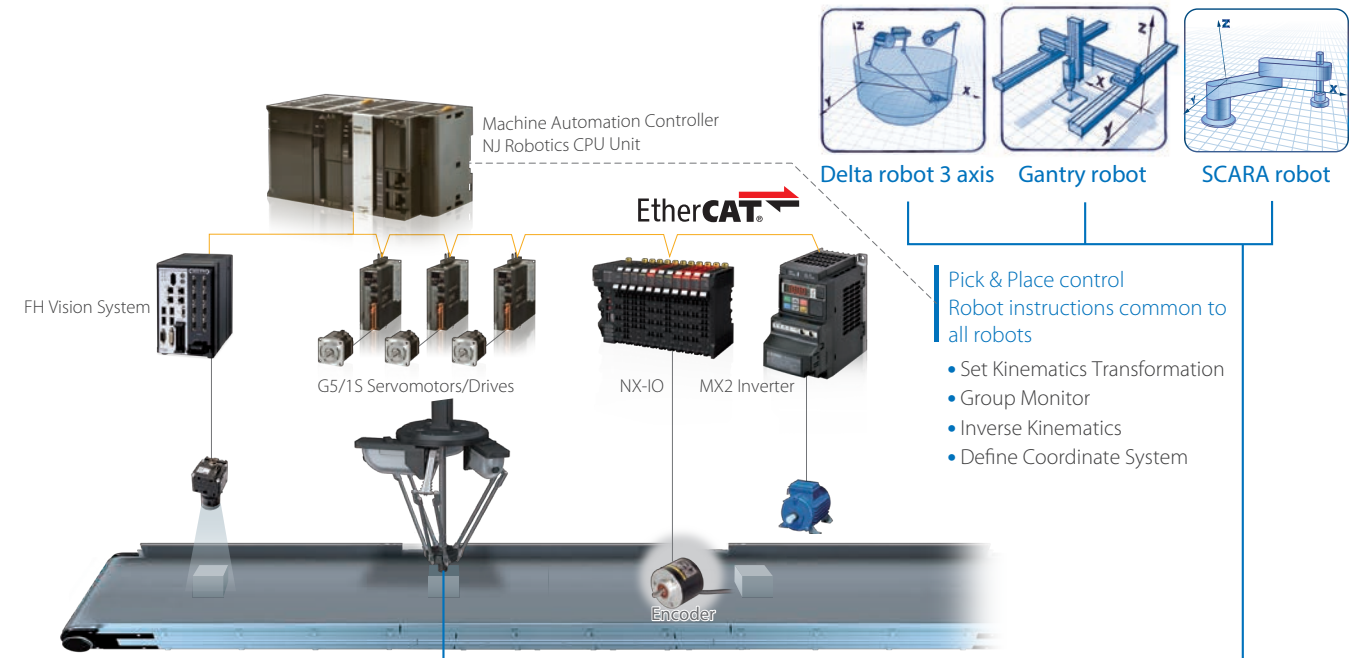 Machine Automation Controller
NJ Robotics CPU Unit
EtherCAT®
Delta robot 3 axis
Gantry robot
SCARA robot
Z
X
Y
Z
X
Y
Z
X
Y
FH Vision System
G5/1S Servomotors/Drives
NX-IO
MX2 Inverter
Pick & Place control
Robot instructions common to
all robots
• Set Kinematics Transformation
• Group Monitor
• Inverse Kinematics
• Define Coordinate System
Encoder